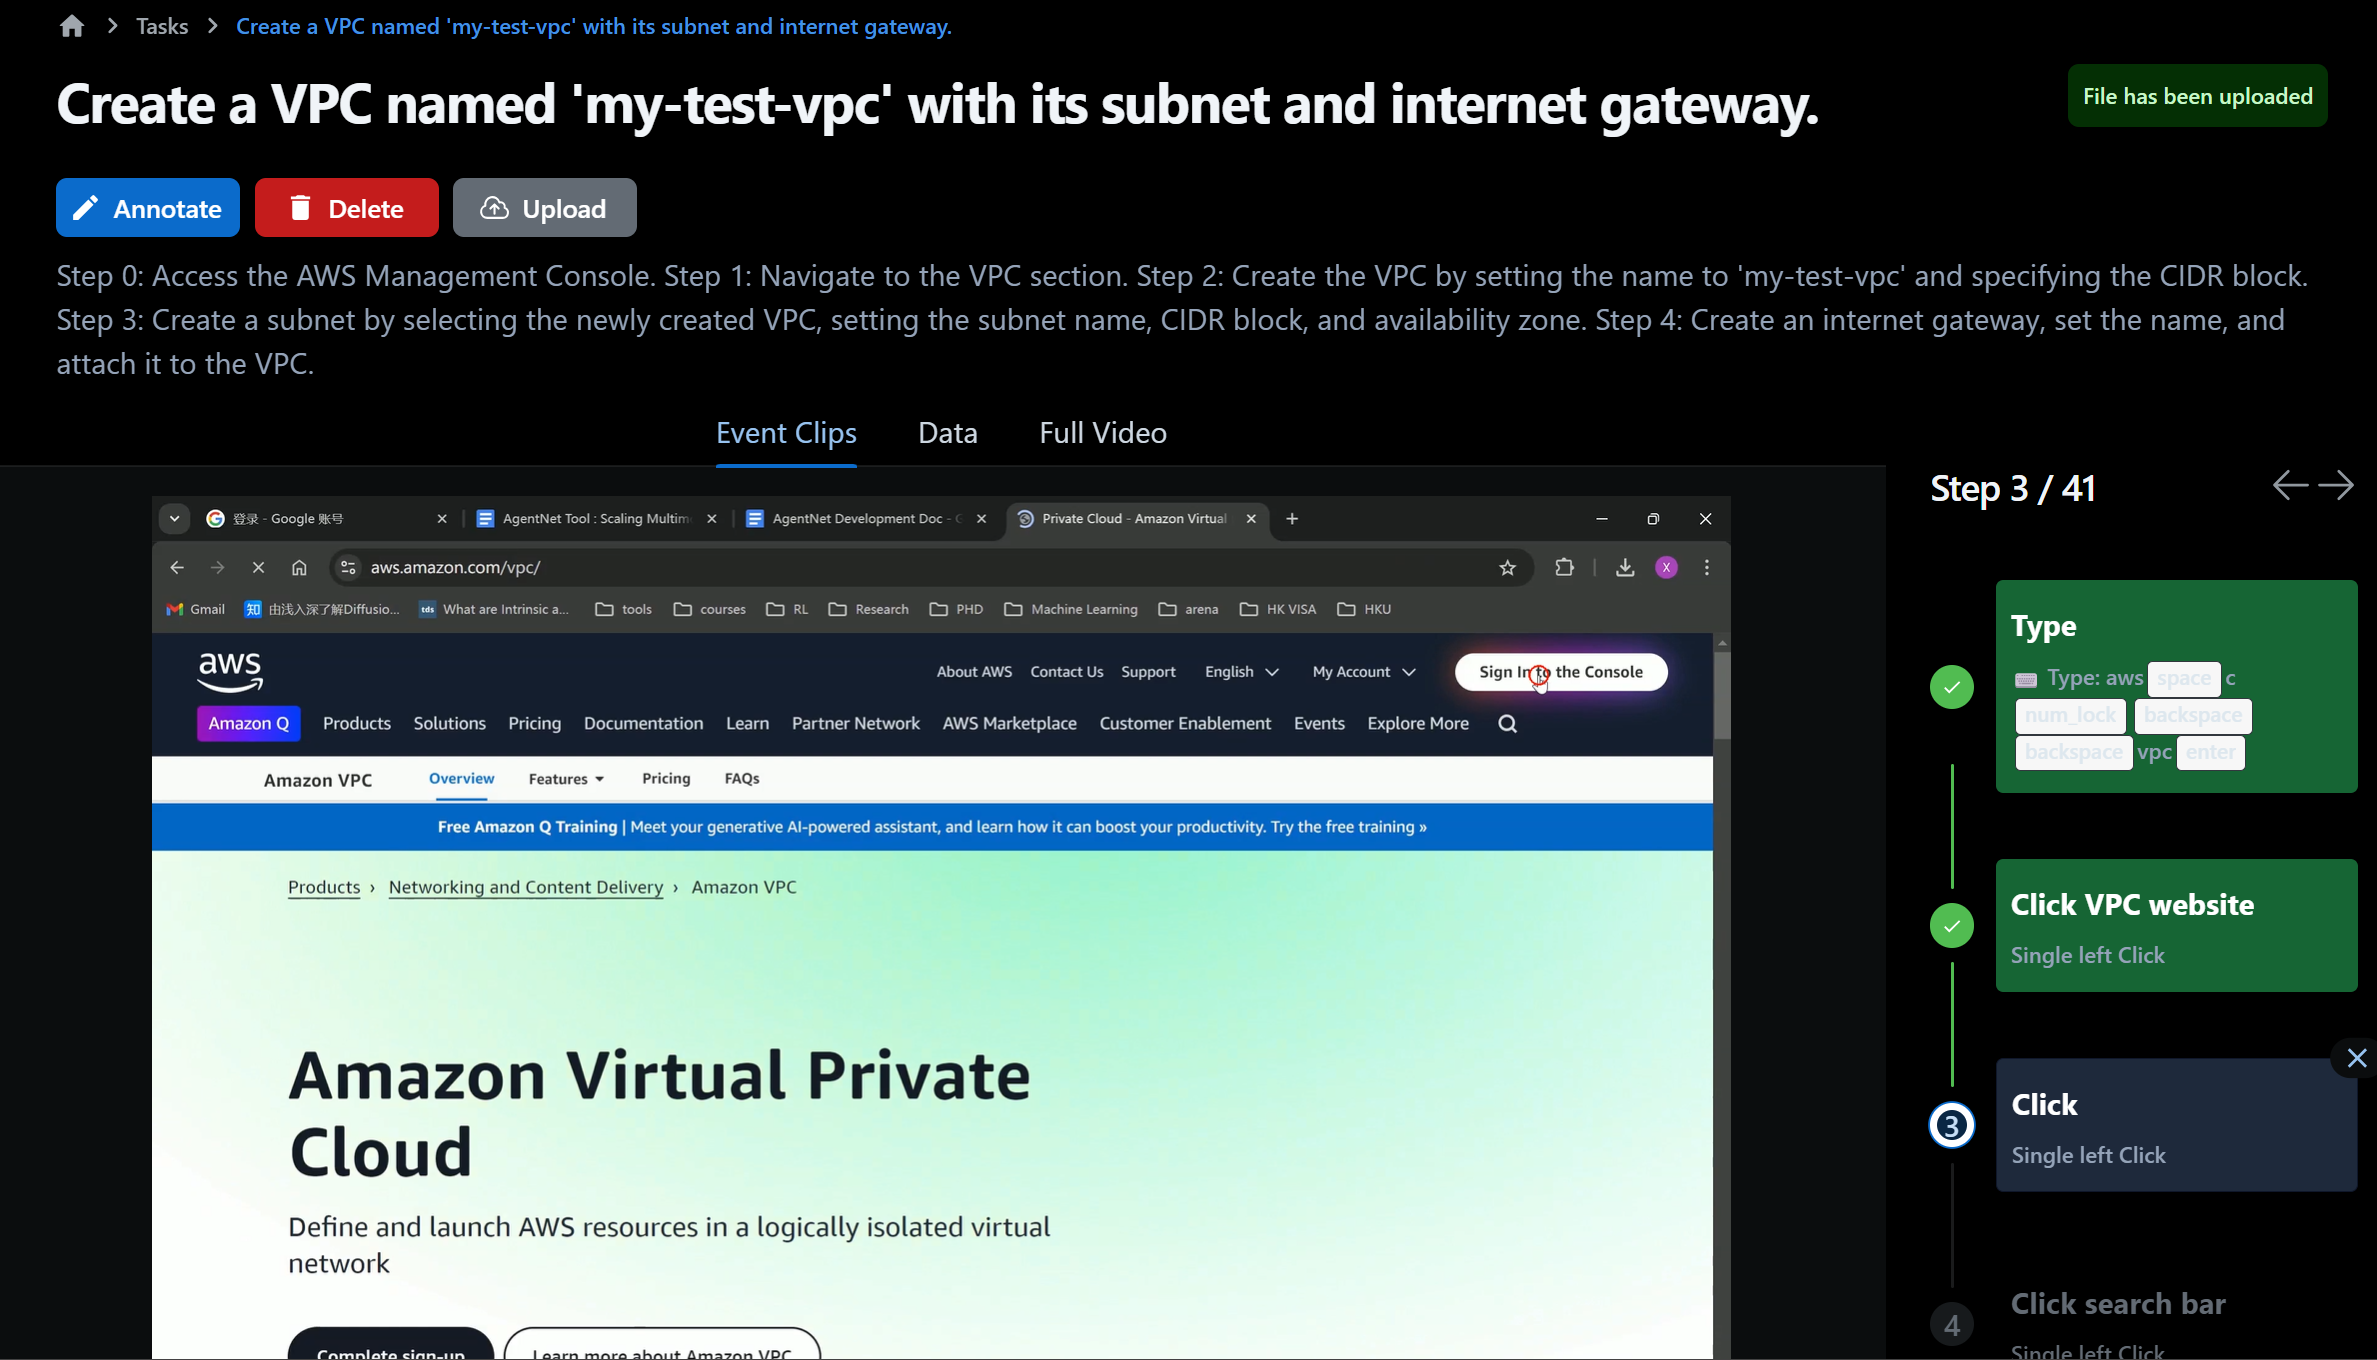 Tasks
Create a VPC named 'my-test-vpc' with its subnet and internet gateway.
Create a VPC named 'my-test-vpc' with its subnet and internet gateway.
File has been uploaded
Annotate
Delete
Upload
Step 0: Access the AWS Management Console. Step 1: Navigate to the VPC section. Step 2: Create the VPC by setting the name to 'my-test-vpc' and specifying the CIDR block.
Step 3: Create a subnet by selecting the newly created VPC, setting the subnet name, CIDR block, and availability zone. Step 4: Create an internet gateway, set the name, and
attach it to the VPC.
Event Clips
Data
Full Video
登录 - Google 账号
AgentNet Tool : Scaling Multim
AgentNet Development Doc - G
Private Cloud - Amazon Virtual
aws.amazon.com/vpc/
X
Gmail
知
由浅入深了解Diffusio...
tds
What are Intrinsic a...
tools
courses
RL
Research
PHD
Machine Learning
arena
HK VISA
HKU
aws
About AWS
Contact Us
Support
English
My Account
Sign In to the Console
Amazon Q
Products
Solutions
Pricing
Documentation
Learn
Partner Network
AWS Marketplace
Customer Enablement
Events
Explore More
Amazon VPC
Overview
Features
Pricing
FAQs
Free Amazon Q Training | Meet your generative AI-powered assistant, and learn how it can boost your productivity. Try the free training »
Products › Networking and Content Delivery › Amazon VPC
Amazon Virtual Private
Cloud
Define and launch AWS resources in a logically isolated virtual
network
Complete sign-up
Learn more about Amazon VPC
Step 3 / 41
Type
Type: aws space c
num_lock backspace
backspace vpc enter
Click VPC website
Single left Click
3
Click
Single left Click
4
Click search bar
Single left Click